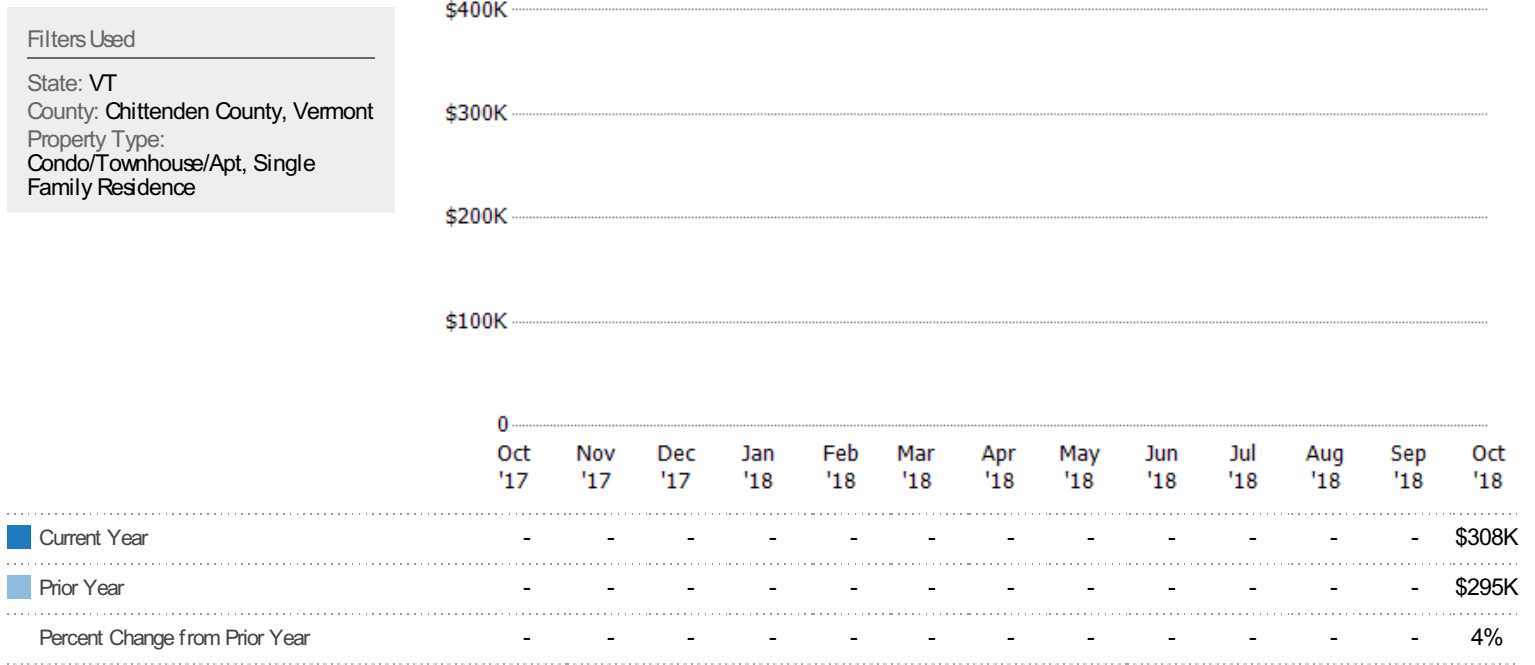 Filters Used
State: VT
County: Chittenden County, Vermont
Property Type:
Condo/Townhouse/Apt, Single
Family Residence
$400K
$300K
$200K
$100K
0
Oct Nov Dec Jan Feb Mar Apr May Jun Jul Aug Sep Oct
'17 '17 '17 '18 '18 '18 '18 '18 '18 '18 '18 '18 '18
Current Year - - - - - - - - - - - - $308K
Prior Year - - - - - - - - - - - - $295K
Percent Change from Prior Year - - - - - - - - - - - - 4%